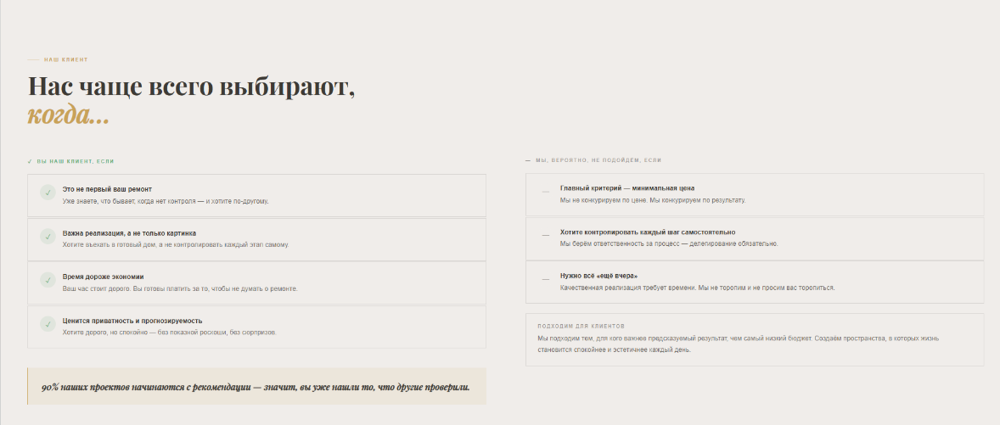 НАШ КЛИЕНТ
Нас чаще всего выбирают,
когда...
✓ ВЫ НАШ КЛИЕНТ, ЕСЛИ
Это не первый ваш ремонт
Уже знаете, что бывает, когда нет контроля — и хотите по-другому.
Важна реализация, а не только картинка
Хотите въехать в готовый дом, а не контролировать каждый этап самому.
Время дороже экономии
Ваш час стоит дорого. Вы готовы платить за то, чтобы не думать о ремонте.
Ценится приватность и прогнозируемость
Хотите дорого, но спокойно — без показной роскоши, без сюрпризов.
90% наших проектов начинаются с рекомендации — значит, вы уже нашли то, что другие проверили.
— МЫ, ВЕРОЯТНО, НЕ ПОДОЙДЁМ, ЕСЛИ
Главный критерий — минимальная цена
Мы не конкурируем по цене. Мы конкурируем по результату.
Хотите контролировать каждый шаг самостоятельно
Мы берём ответственность за процесс — делегирование обязательно.
Нужно всё «ещё вчера»
Качественная реализация требует времени. Мы не торопим и не просим вас торопиться.
ПОДХОДИМ ДЛЯ КЛИЕНТОВ
Мы подходим тем, для кого важнее предсказуемый результат, чем самый низкий бюджет. Создаём пространства, в которых жизнь
становится спокойнее и эстетичнее каждый день.